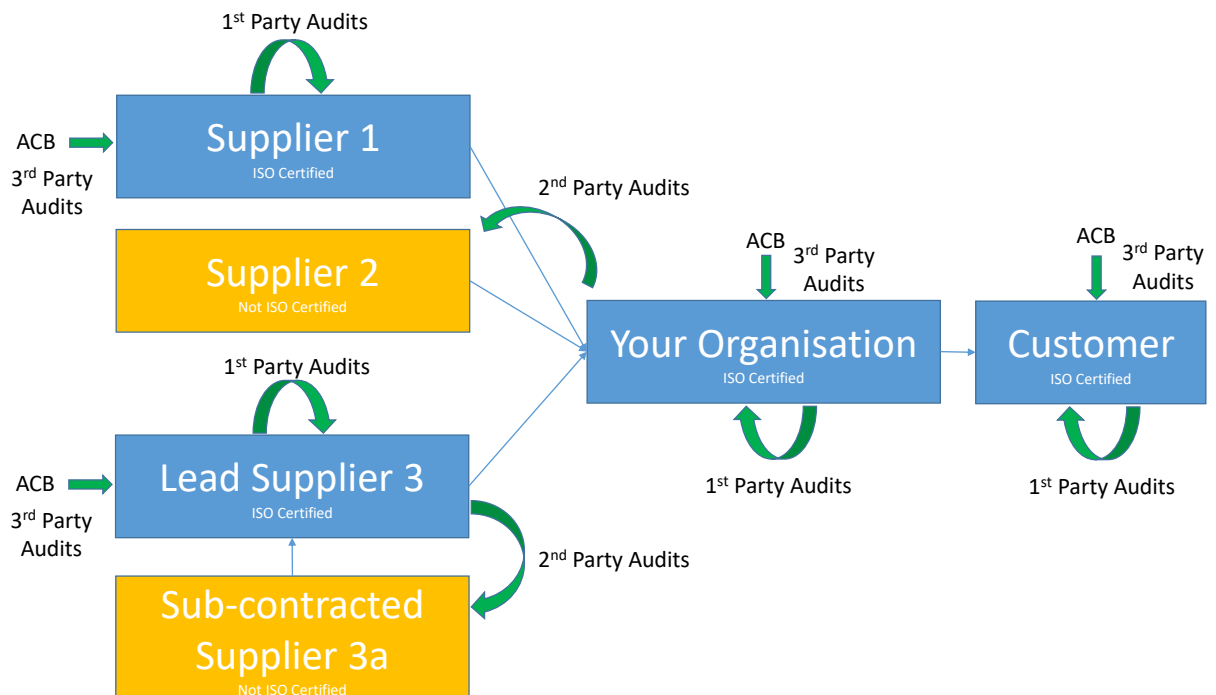 1st Party Audits
Supplier 1
ISO Certified
ACB
3rd Party
Audits
2nd Party Audits
Supplier 2
Not ISO Certified
ACB
3rd Party
Audits
Your Organisation
ISO Certified
1st Party Audits
ACB
3rd Party
Audits
Customer
ISO Certified
1st Party Audits
1st Party Audits
Lead Supplier 3
ISO Certified
ACB
3rd Party
Audits
2nd Party Audits
Sub-contracted
Supplier 3a
Not ISO Certified